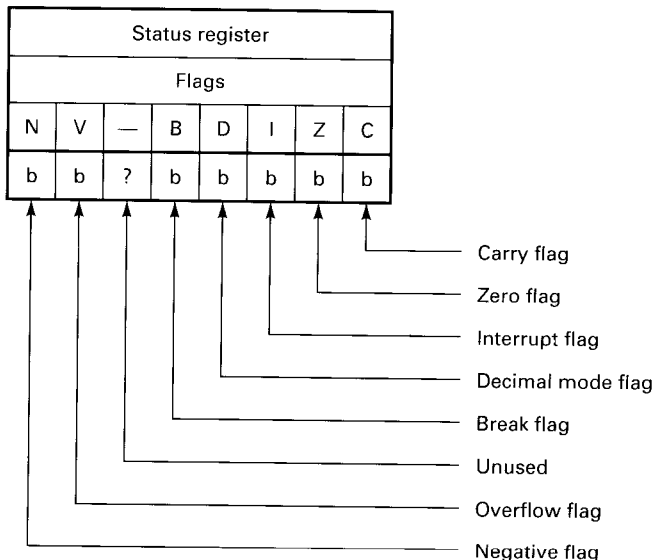 Status register
Flags
N V — B D I Z C
b b ? b b b b b
Carry flag
Zero flag
Interrupt flag
Decimal mode flag
Break flag
Unused
Overflow flag
Negative flag